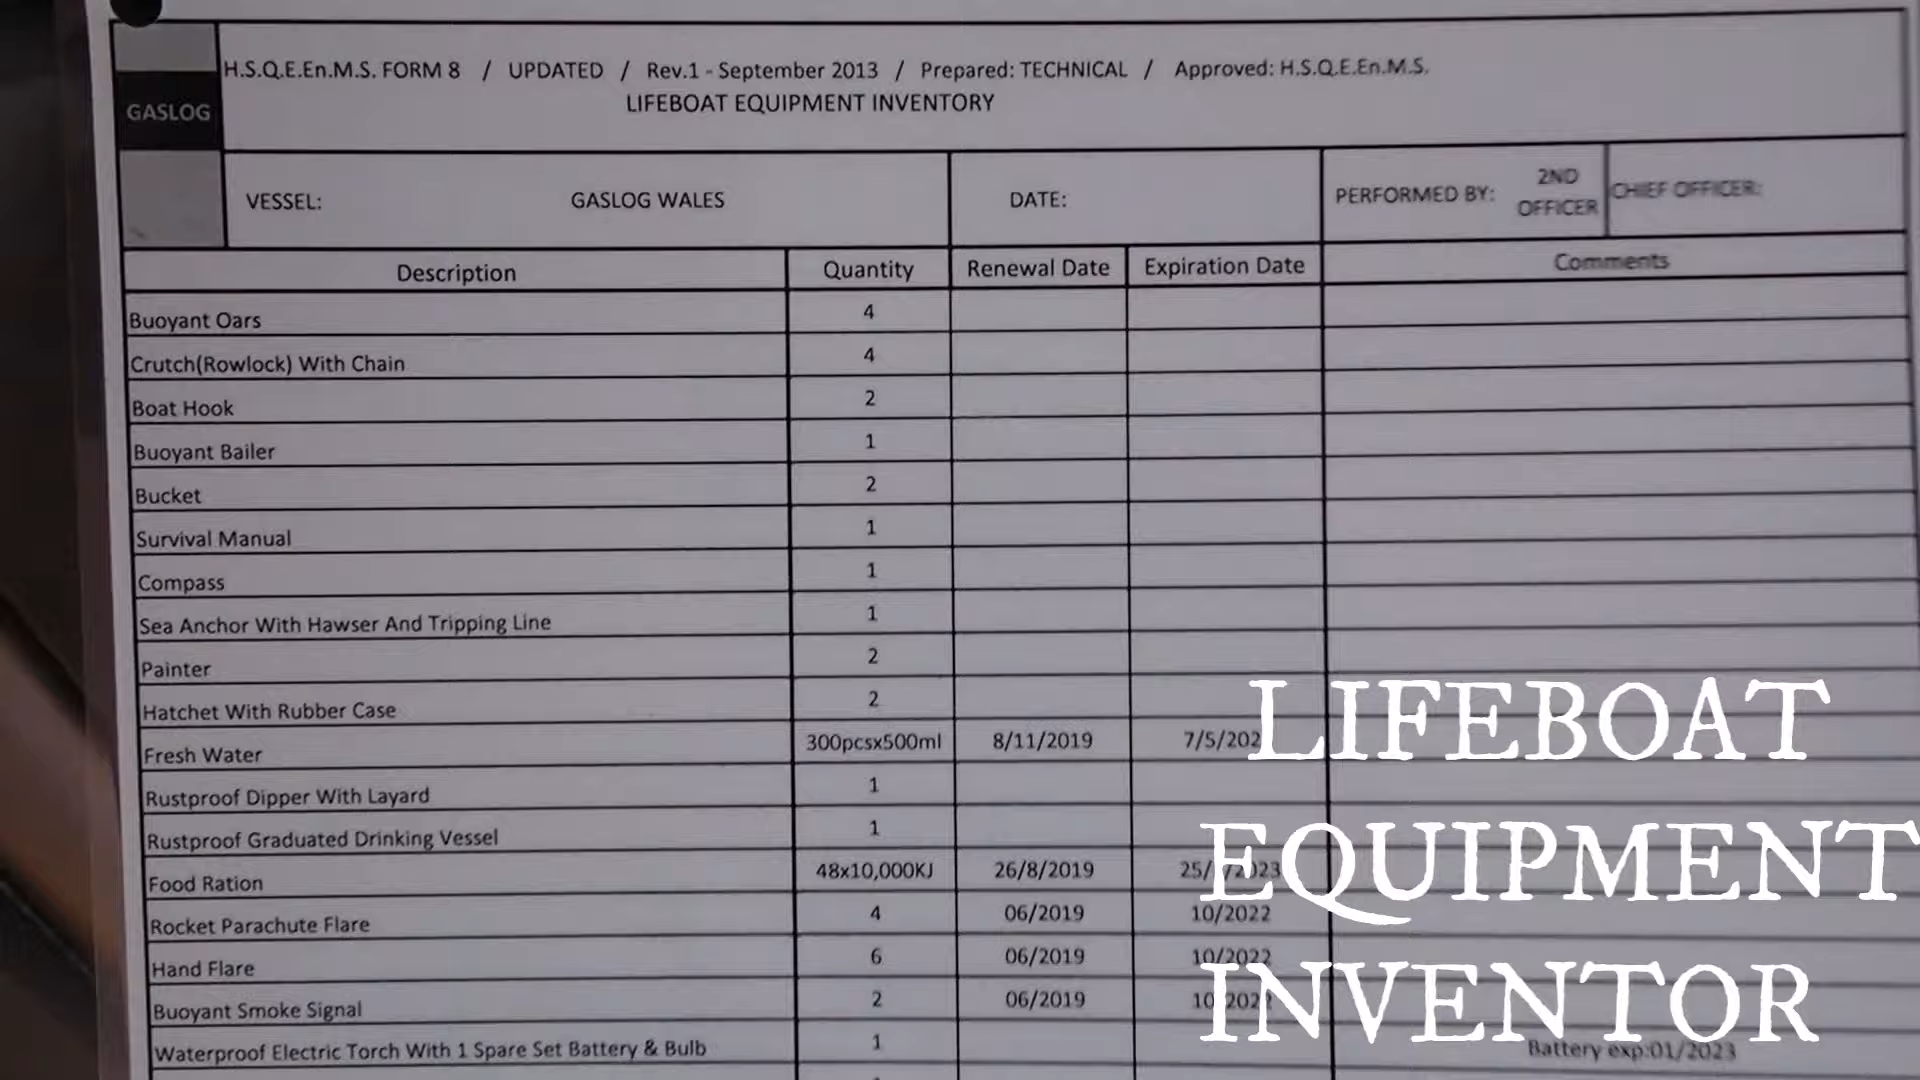 H.S.Q.E.En.M.S. FORM 8 / UPDATED / Rev.1 - September 2013 / Prepared: TECHNICAL / Approved: H.S.Q.E.En.M.S.
LIFEBOAT EQUIPMENT INVENTORY
GASLOG
VESSEL: GASLOG WALES DATE: PERFORMED BY: 2ND OFFICER CHIEF OFFICER:
Description Quantity Renewal Date Expiration Date Comments
Buoyant Oars 4
Crutch(Rowlock) With Chain 4
Boat Hook 2
Buoyant Bailer 1
Bucket 2
Survival Manual 1
Compass 1
Sea Anchor With Hawser And Tripping Line 1
Painter 2
Hatchet With Rubber Case 2
Fresh Water 300pcsx500ml 8/11/2019
Rustproof Dipper With Layard 1
Rustproof Graduated Drinking Vessel 1
Food Ration 48x10,000KJ 26/8/2019
Rocket Parachute Flare 4 06/2019 10/2022
Hand Flare 6 06/2019 10/2022
Buoyant Smoke Signal 2 06/2019
Waterproof Electric Torch With 1 Spare Set Battery & Bulb 1 Battery exp:01/2023
LIFEBOAT
EQUIPMENT
INVENTOR